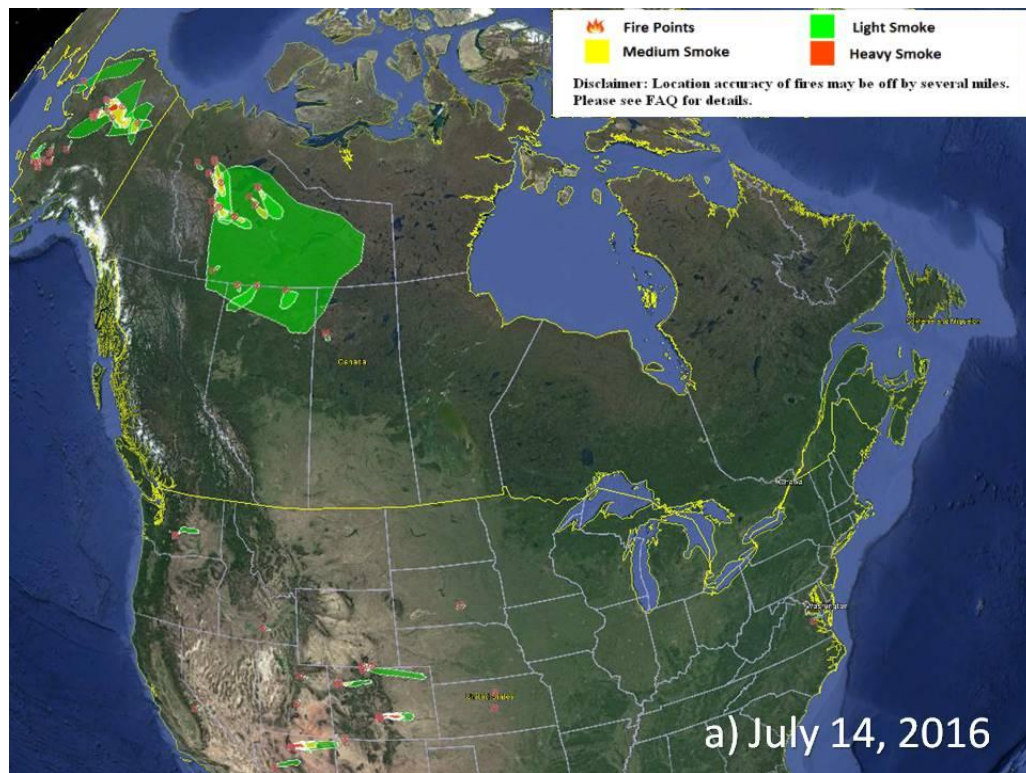 Fire Points
Light Smoke
Medium Smoke
Heavy Smoke
Disclaimer: Location accuracy of fires may be off by several miles.
Please see FAQ for details.
Canada
Washington
a) July 14, 2016